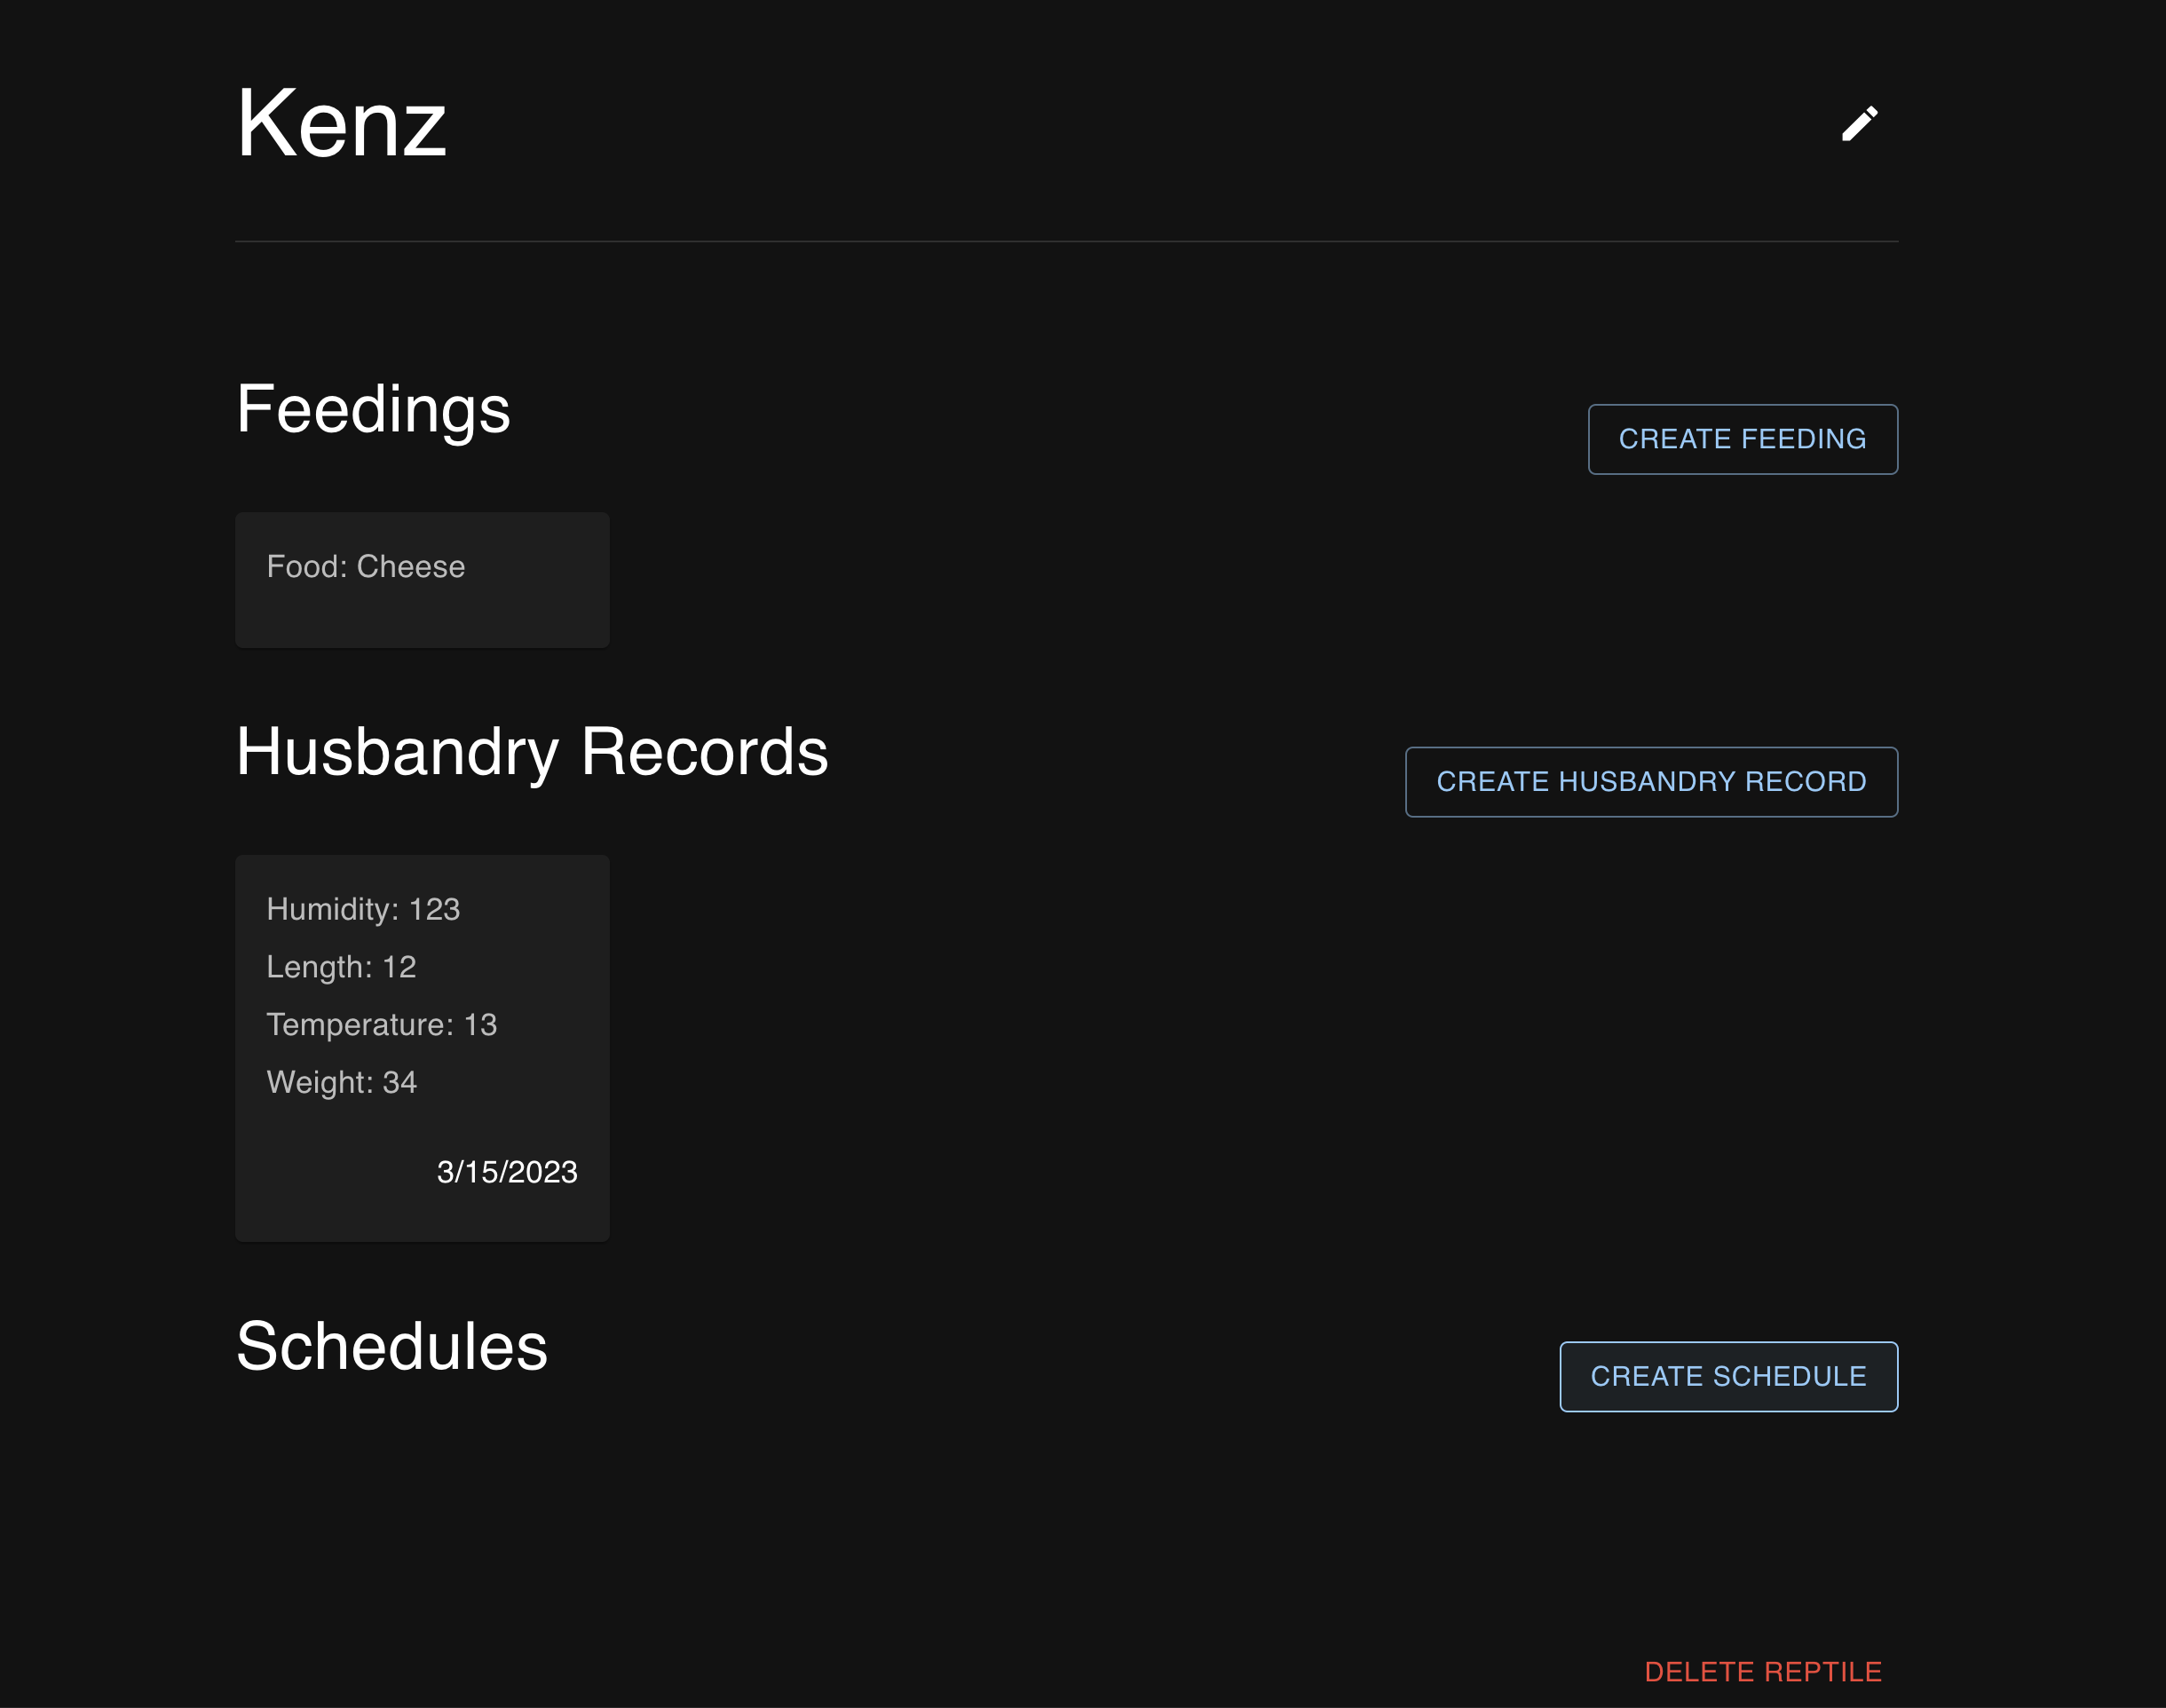 Kenz
Feedings
CREATE FEEDING
Food: Cheese
Husbandry Records
CREATE HUSBANDRY RECORD
Humidity: 123
Length: 12
Temperature: 13
Weight: 34
3/15/2023
Schedules
CREATE SCHEDULE
DELETE REPTILE